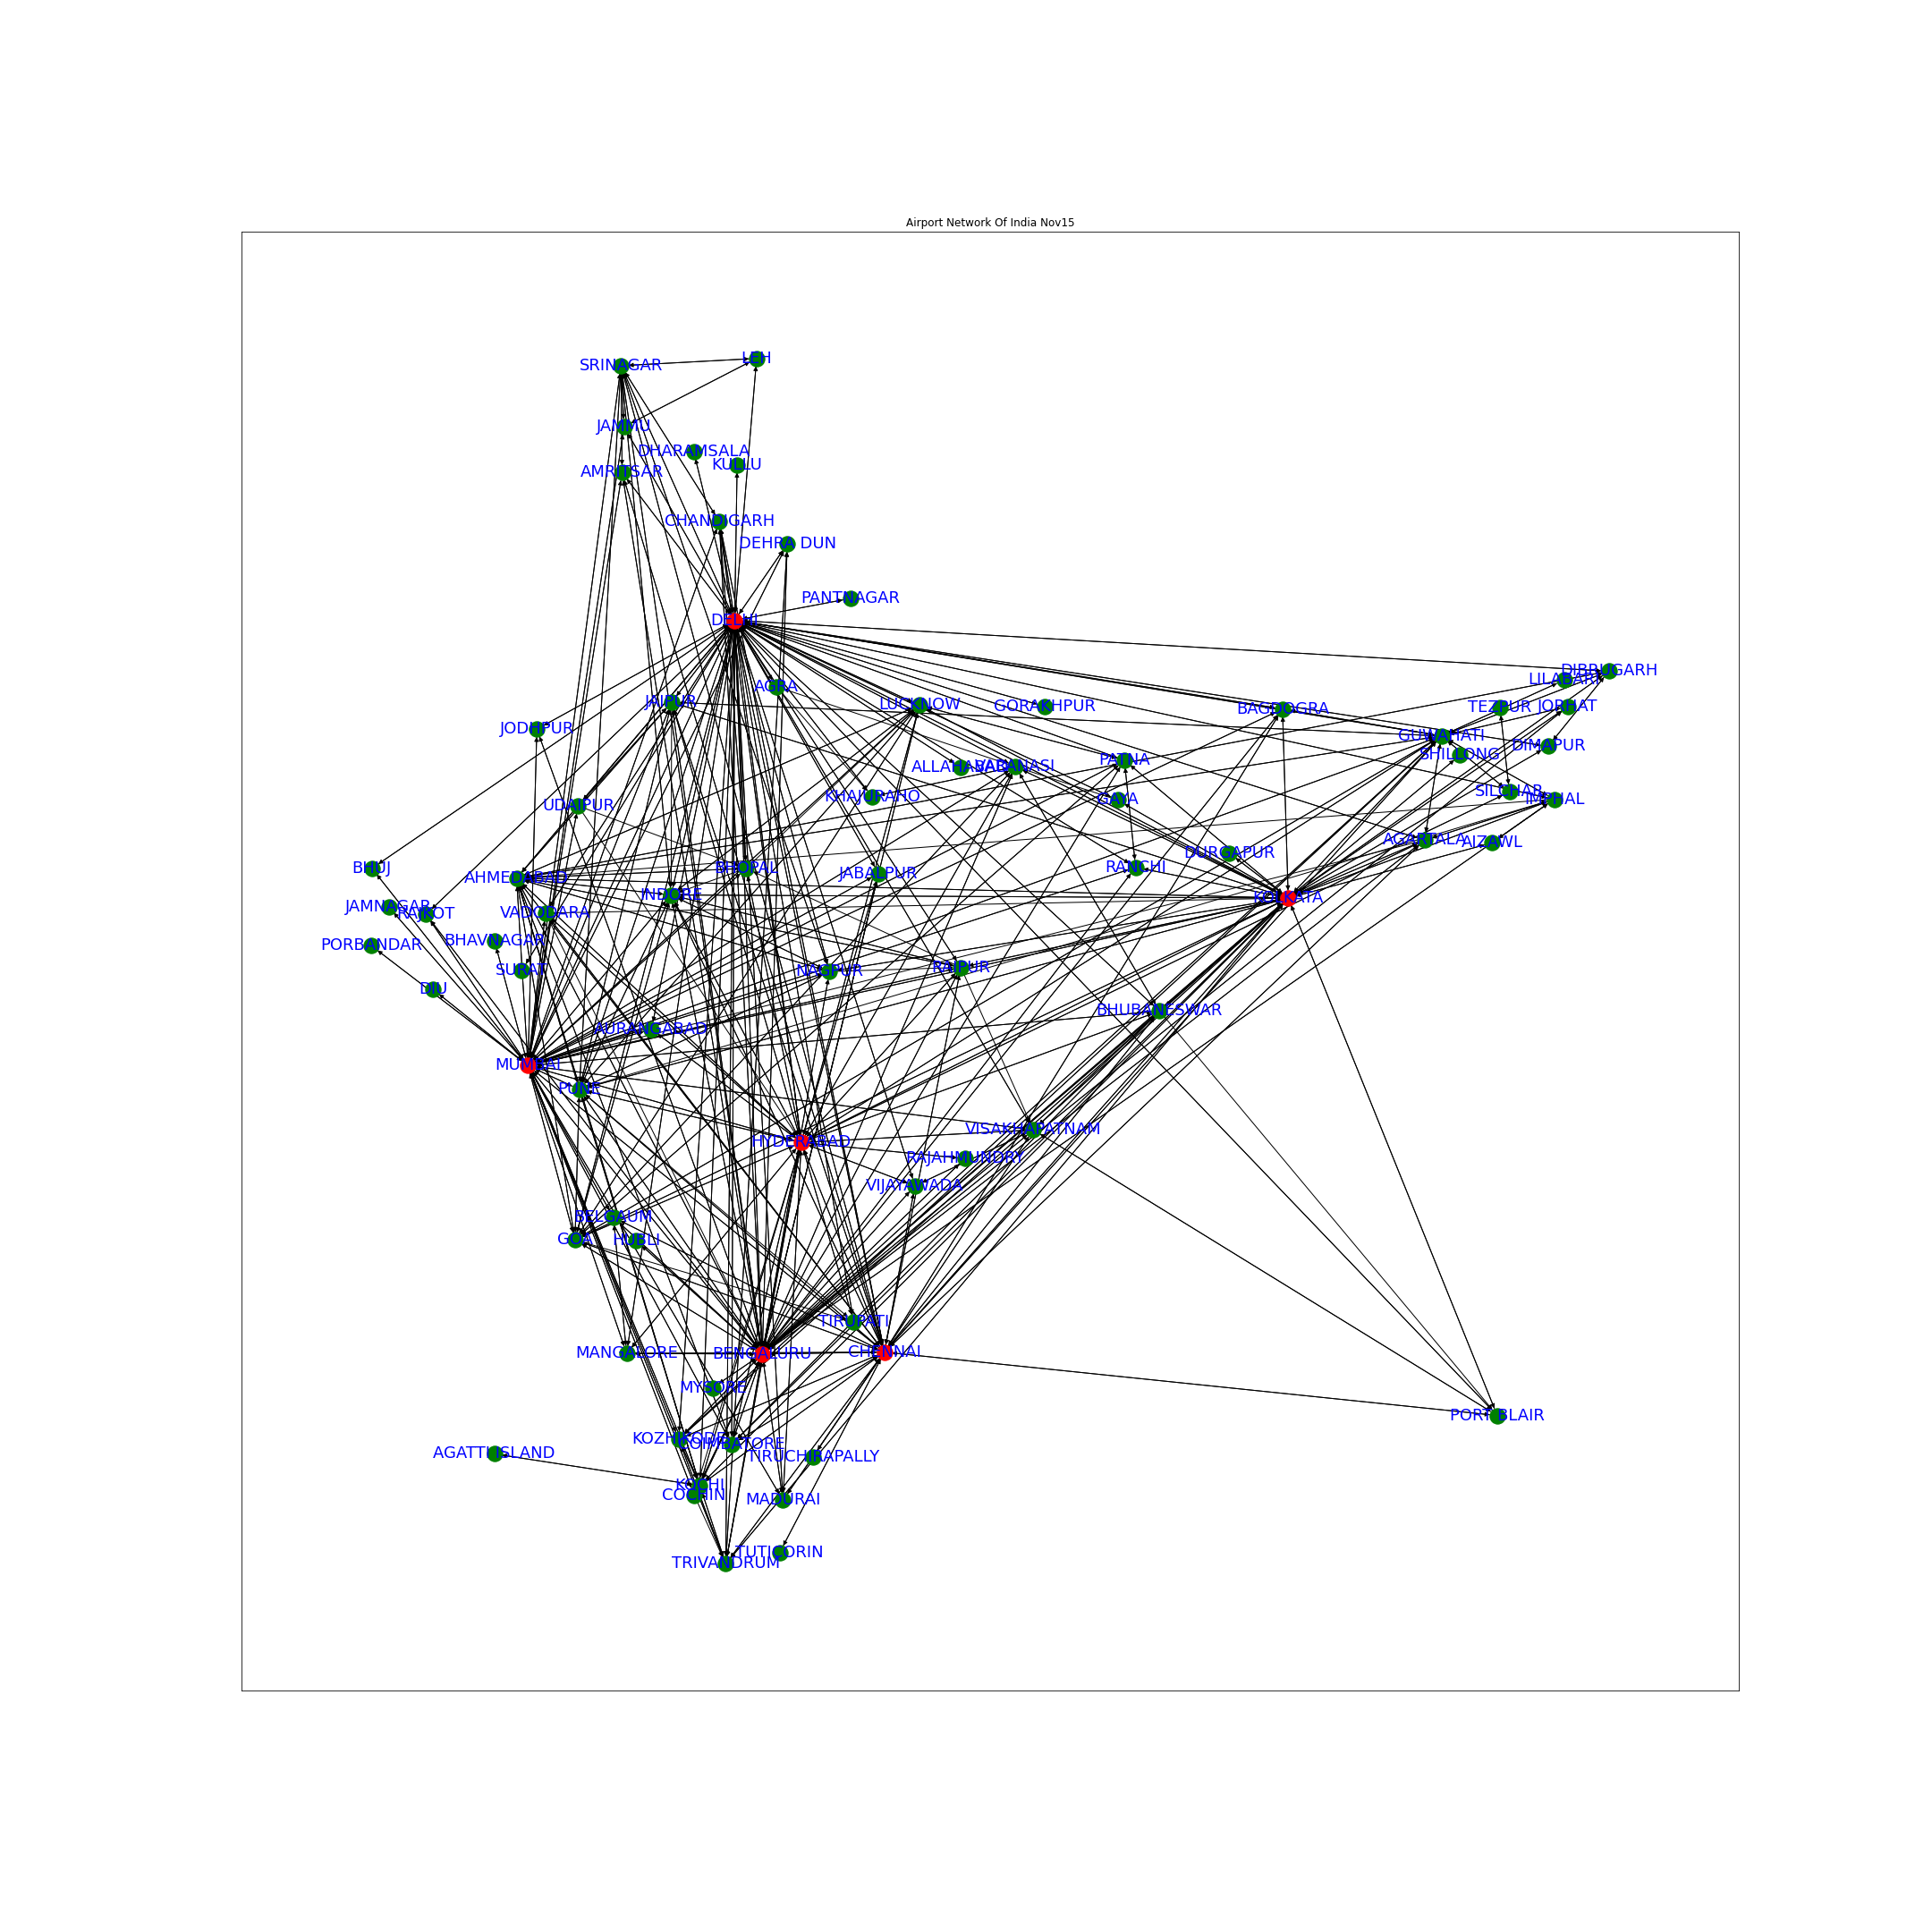 Airport Network Of India Nov15
LEH
SRINAGAR
JAMMU
DHARAMSALA
KULLU
AMRITSAR
CHANDIGARH
DEHRA DUN
PANTNAGAR
DELHI
DIBRUGARH
LILABARI
AGRA
JAIPUR
LUCKNOW
GORAKHPUR
BAGDOGRA
TEZPUR
JORHAT
JODHPUR
GUWAHATI
DIMAPUR
SHILLONG
PATNA
ALLAHABAD
VARANASI
KHAJURAHO
GAYA
SILCHAR
IMPHAL
UDAIPUR
AGARTALA
AIZAWL
DURGAPUR
BHUJ
BHOPAL
RANCHI
JABALPUR
AHMEDABAD
INDORE
KOLKATA
JAMNAGAR
RAJKOT
VADODARA
PORBANDAR
BHAVNAGAR
SURAT
NAGPUR
RAIPUR
DIU
BHUBANESWAR
AURANGABAD
MUMBAI
PUNE
VISAKHAPATNAM
HYDERABAD
RAJAHMUNDRY
VIJAYAWADA
BELGAUM
GOA
HUBLI
TIRUPATI
MANGALORE
BENGALURU
CHENNAI
MYSORE
PORT BLAIR
KOZHIKODE
COIMBATORE
AGATTI ISLAND
TIRUCHIRAPALLY
KOCHI
COCHIN
MADURAI
TUTICORIN
TRIVANDRUM